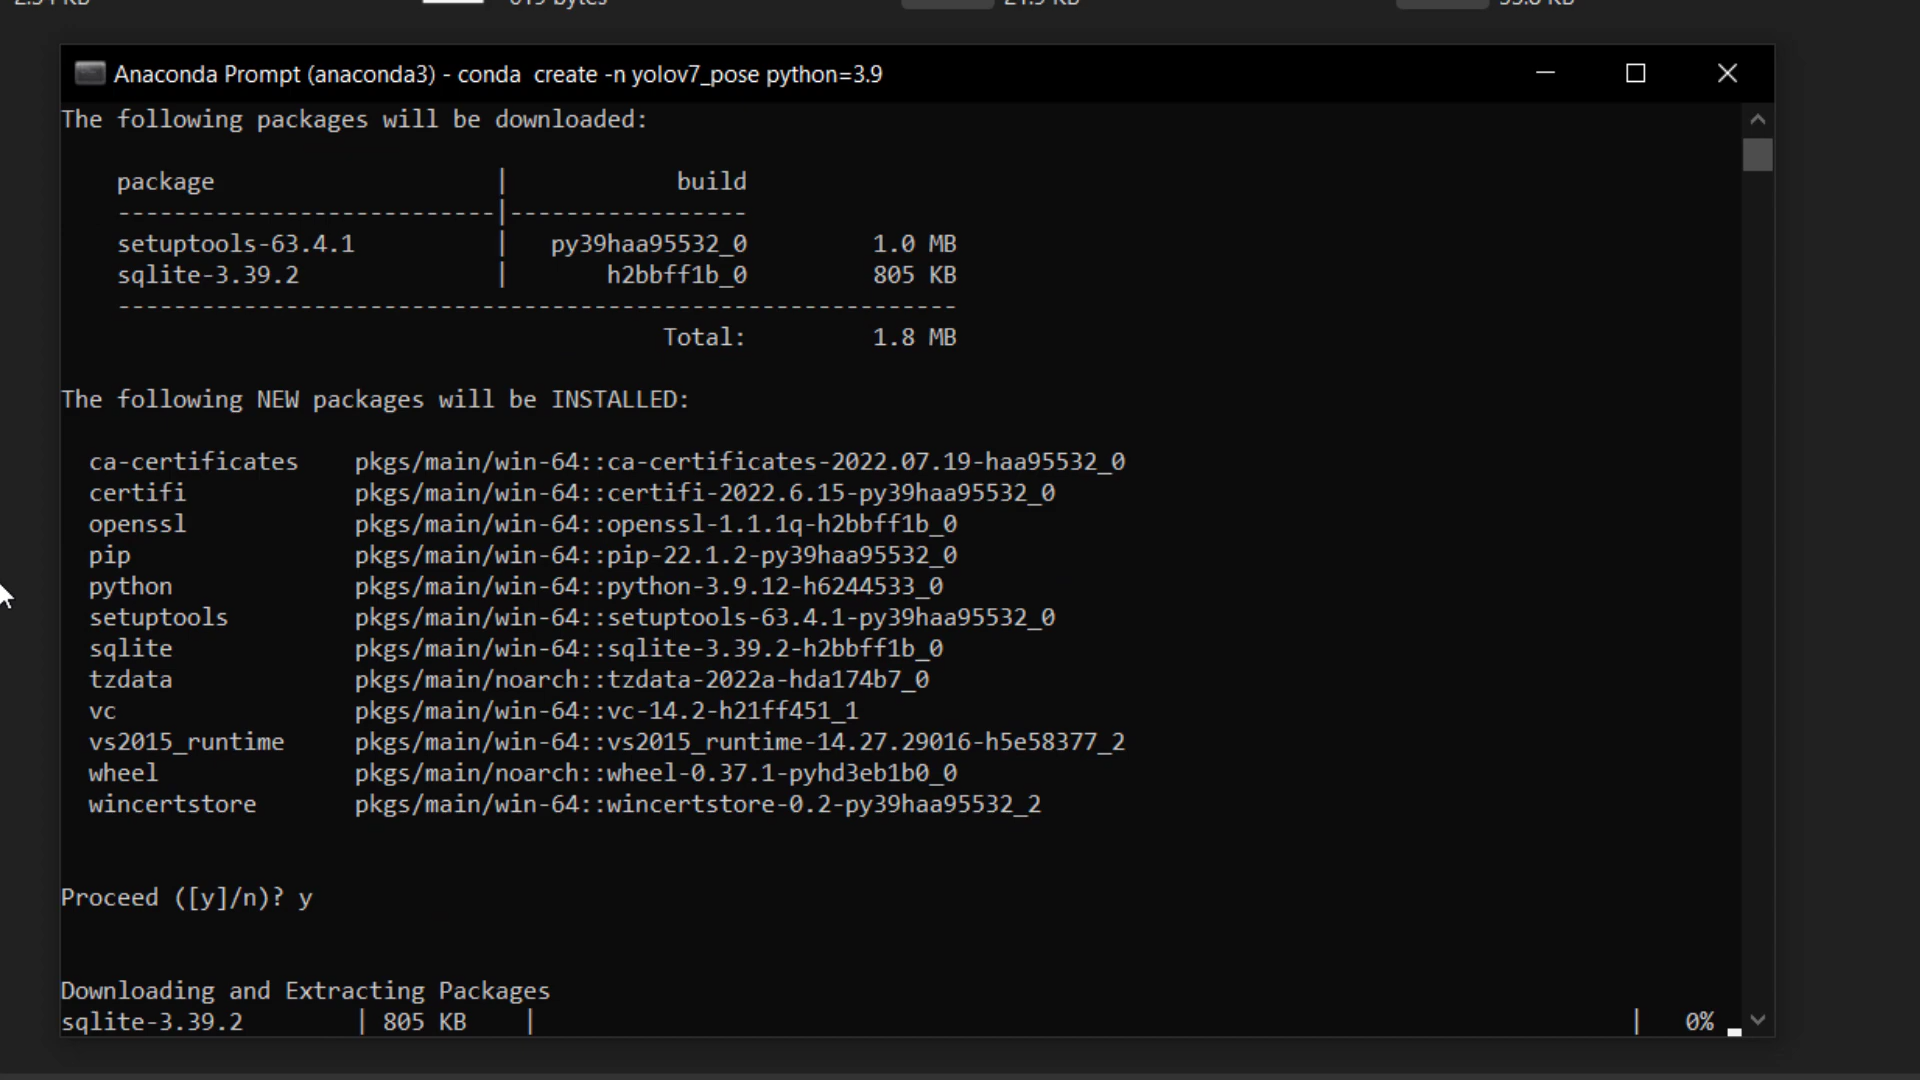 Anaconda Prompt (anaconda3) - conda  create -n yolov7_pose python=3.9
The following packages will be downloaded:
    package                    |            build
    ---------------------------|-----------------
    setuptools-63.4.1          |   py39haa95532_0         1.0 MB
    sqlite-3.39.2              |       h2bbff1b_0         805 KB
    ------------------------------------------------------------
                                           Total:         1.8 MB
The following NEW packages will be INSTALLED:
  ca-certificates    pkgs/main/win-64::ca-certificates-2022.07.19-haa95532_0
  certifi            pkgs/main/win-64::certifi-2022.6.15-py39haa95532_0
  openssl            pkgs/main/win-64::openssl-1.1.1q-h2bbff1b_0
  pip                pkgs/main/win-64::pip-22.1.2-py39haa95532_0
  python             pkgs/main/win-64::python-3.9.12-h6244533_0
  setuptools         pkgs/main/win-64::setuptools-63.4.1-py39haa95532_0
  sqlite             pkgs/main/win-64::sqlite-3.39.2-h2bbff1b_0
  tzdata             pkgs/main/noarch::tzdata-2022a-hda174b7_0
  vc                 pkgs/main/win-64::vc-14.2-h21ff451_1
  vs2015_runtime     pkgs/main/win-64::vs2015_runtime-14.27.29016-h5e58377_2
  wheel              pkgs/main/noarch::wheel-0.37.1-pyhd3eb1b0_0
  wincertstore       pkgs/main/win-64::wincertstore-0.2-py39haa95532_2
Proceed ([y]/n)? y
Downloading and Extracting Packages
sqlite-3.39.2        | 805 KB    |                                                                               |   0%